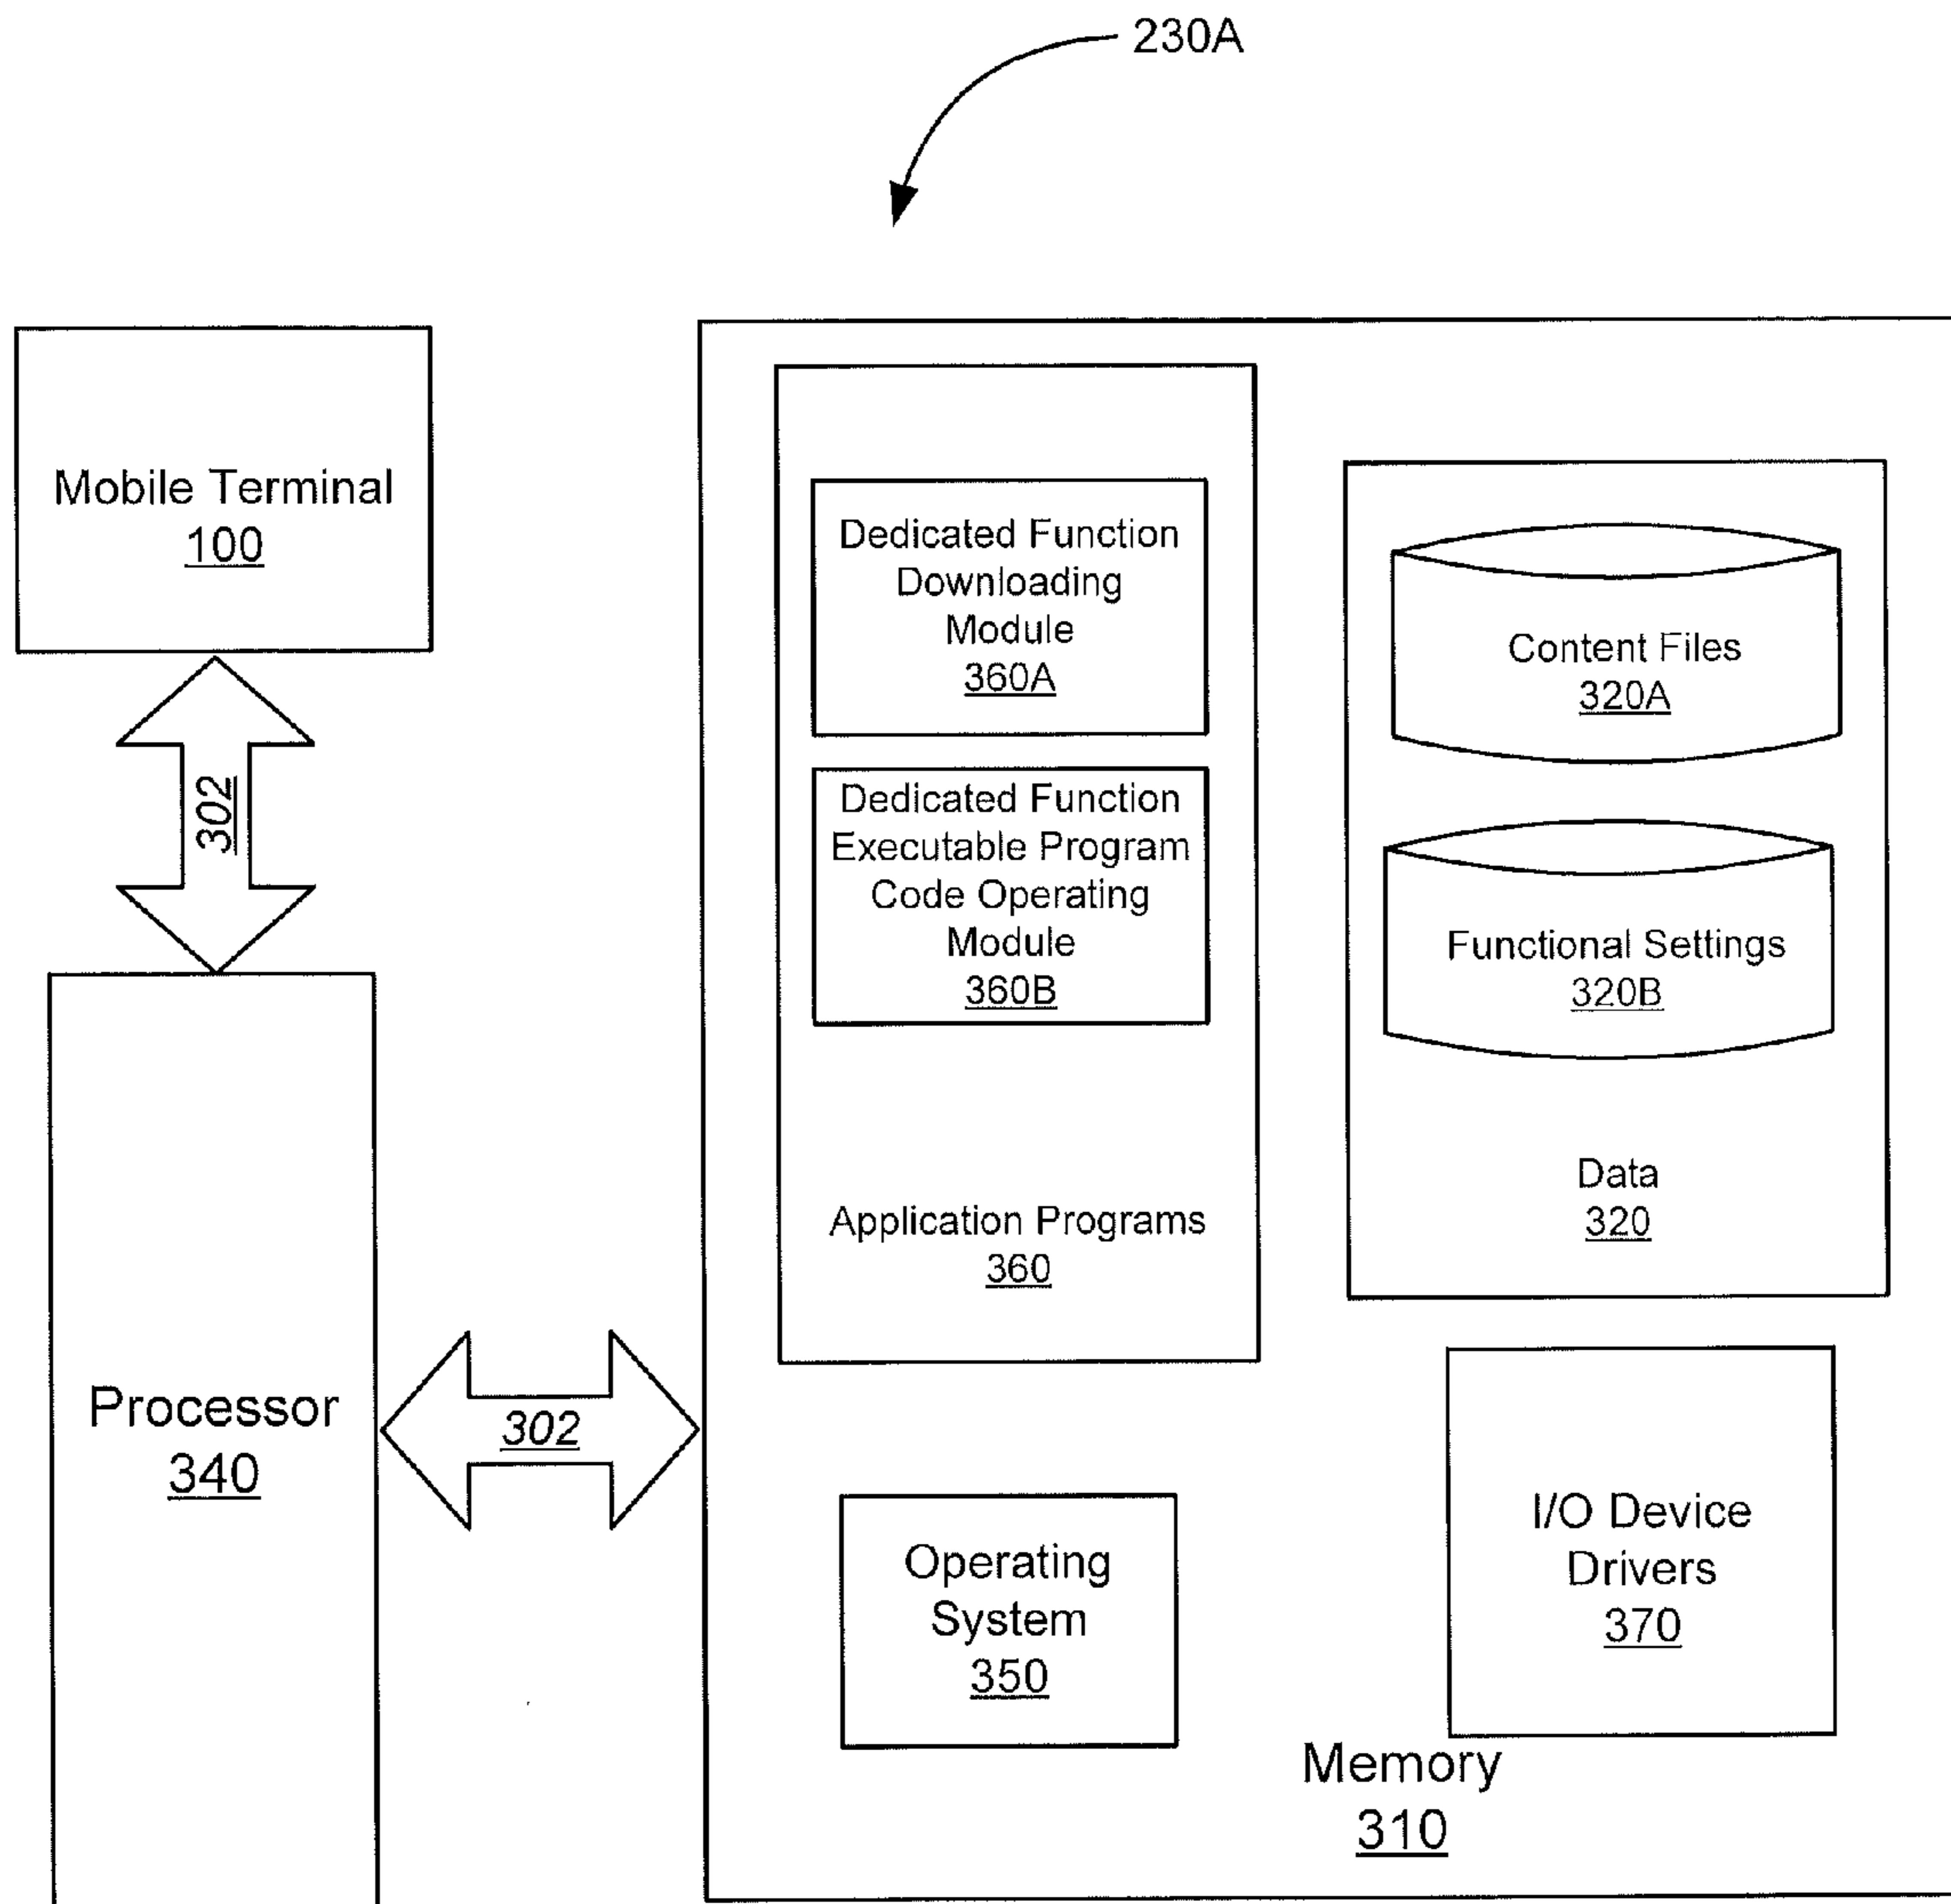 230A
Mobile Terminal
100
302
Processor
340
302
Dedicated Function
Downloading
Module
360A
Dedicated Function
Executable Program
Code Operating
Module
360B
Application Programs
360
Content Files
320A
Functional Settings
320B
Data
320
Operating
System
350
I/O Device
Drivers
370
Memory
310